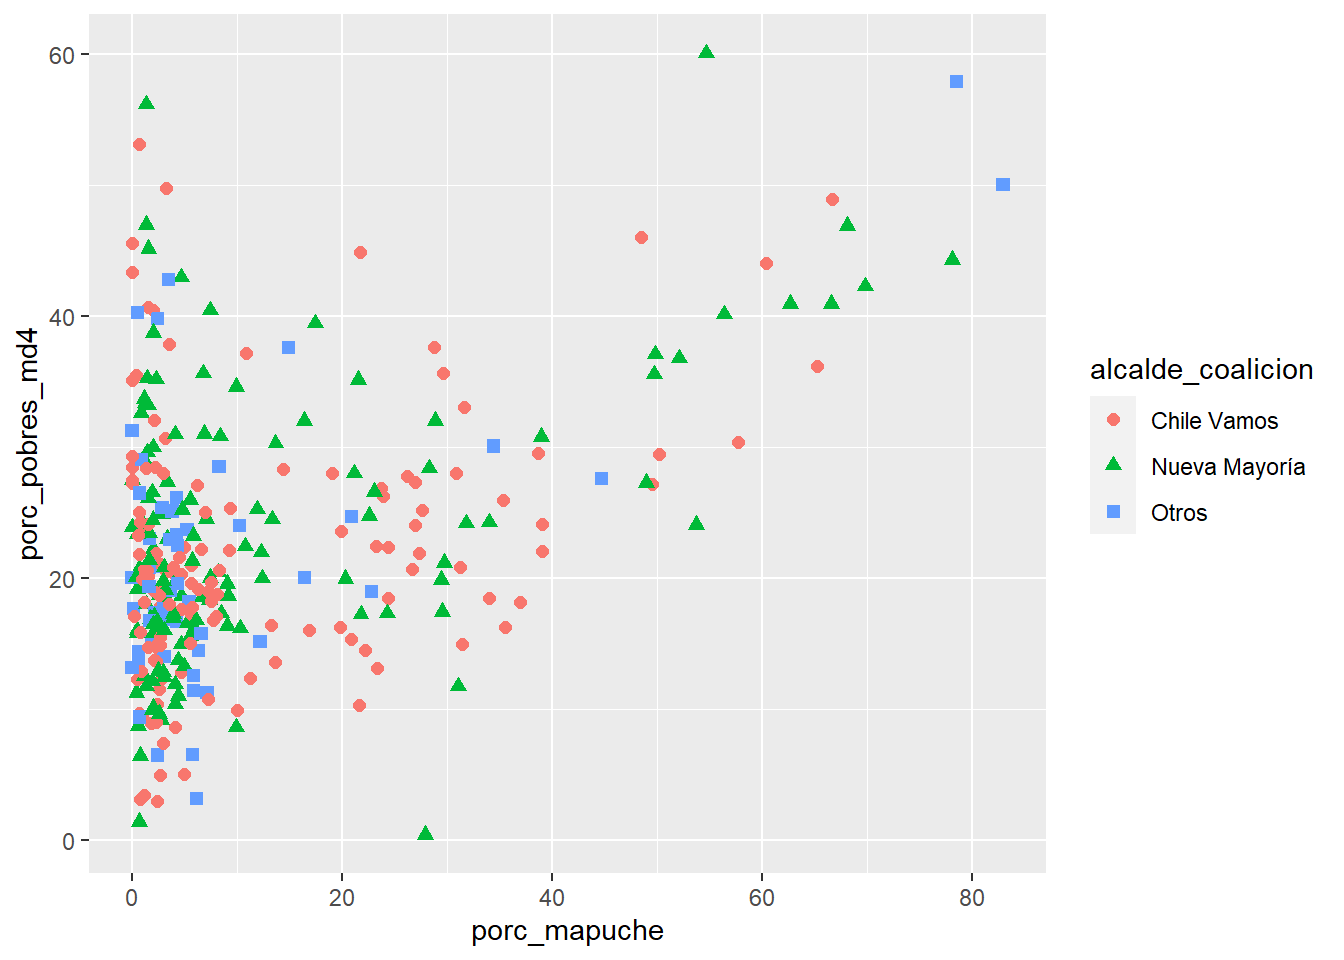 60
40
20
0
porc_pobres_md4
0 20 40 60 80
porc_mapuche
alcalde_coalicion
Chile Vamos
Nueva Mayoría
Otros